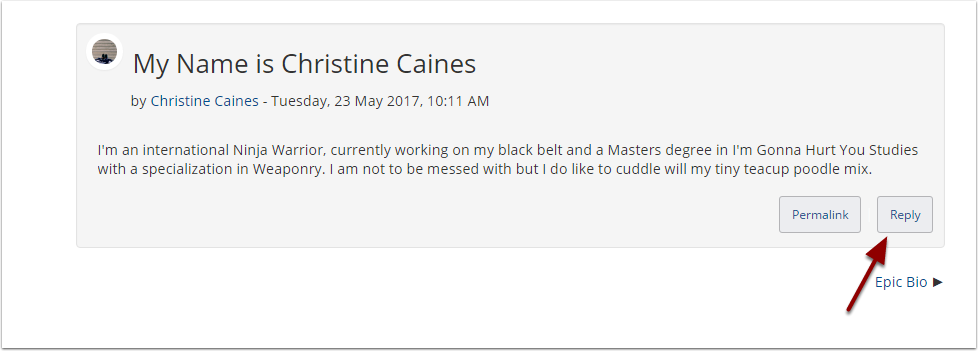 My Name is Christine Caines
by Christine Caines - Tuesday, 23 May 2017, 10:11 AM
I'm an international Ninja Warrior, currently working on my black belt and a Masters degree in I'm Gonna Hurt You Studies
with a specialization in Weaponry. I am not to be messed with but I do like to cuddle will my tiny teacup poodle mix.
Permalink
Reply
Epic Bio ▶